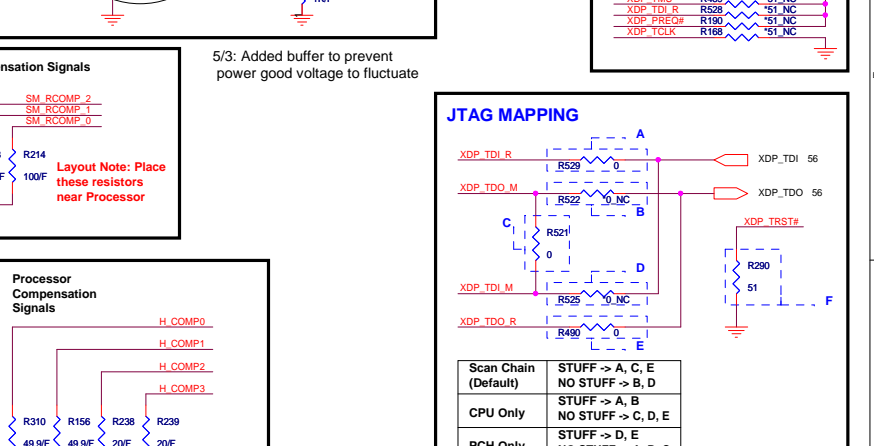 R528 *51_NC
XDP_TDI_R
XDP_PREQ# R190 *51_NC
XDP_TCLK R168 *51_NC
5/3: Added buffer to prevent
power good voltage to fluctuate
nsation Signals
SM_RCOMP_2
SM_RCOMP_1
SM_RCOMP_0
R214
100/F
Layout Note: Place
these resistors
near Processor
JTAG MAPPING
A
XDP_TDI_R
R529 0
XDP_TDI 56
XDP_TDO_M
R522 *0_NC
XDP_TDO 56
B
C
R521
0
XDP_TRST#
D
R290
51
F
XDP_TDI_M
R525 *0_NC
XDP_TDO_R
R490 0
E
Processor
Compensation
Signals
H_COMP0
H_COMP1
H_COMP2
H_COMP3
R310 R156 R238 R239
49.9/F 49.9/F 20/F 20/F
Scan Chain
(Default)
STUFF -> A, C, E
NO STUFF -> B, D
CPU Only
STUFF -> A, B
NO STUFF -> C, D, E
PCH Only
STUFF -> D, E